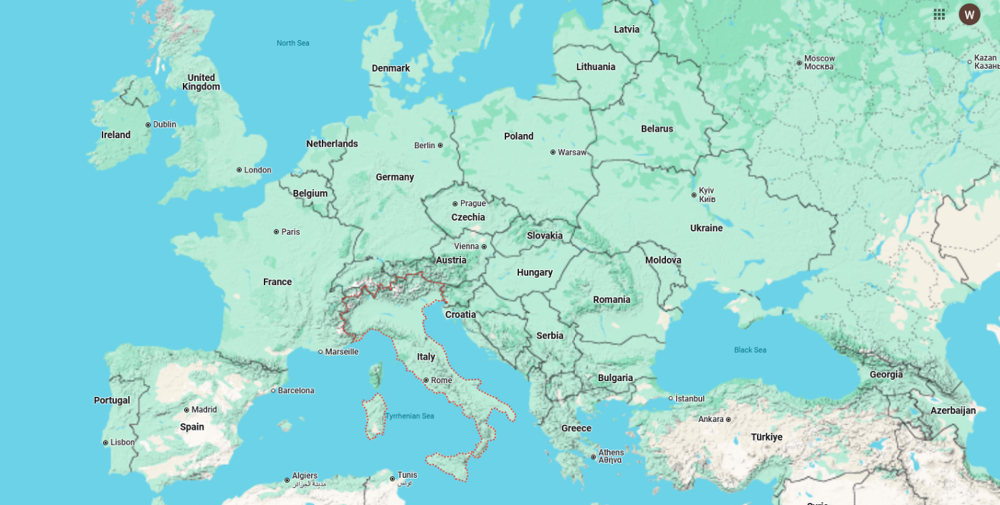 W
Latvia
North Sea
Moscow
Москва
Kazan
Казань
Denmark
Lithuania
United
Kingdom
Dublin
Ireland
Belarus
Poland
Netherlands
Berlin
Warsaw
London
Germany
Belgium
Kyiv
Київ
Prague
Czechia
Paris
Ukraine
Slovakia
Vienna
Austria
Moldova
Hungary
France
Romania
Croatia
Serbia
Marseille
Italy
Black Sea
Rome
Bulgaria
Georgia
Barcelona
Portugal
İstanbul
Madrid
Tyrrhenian Sea
Azerbaijan
Ankara
Spain
Greece
Türkiye
Lisbon
Athens
Αθήνα
Algiers
مدينة الجزائر
Tunis
تونس